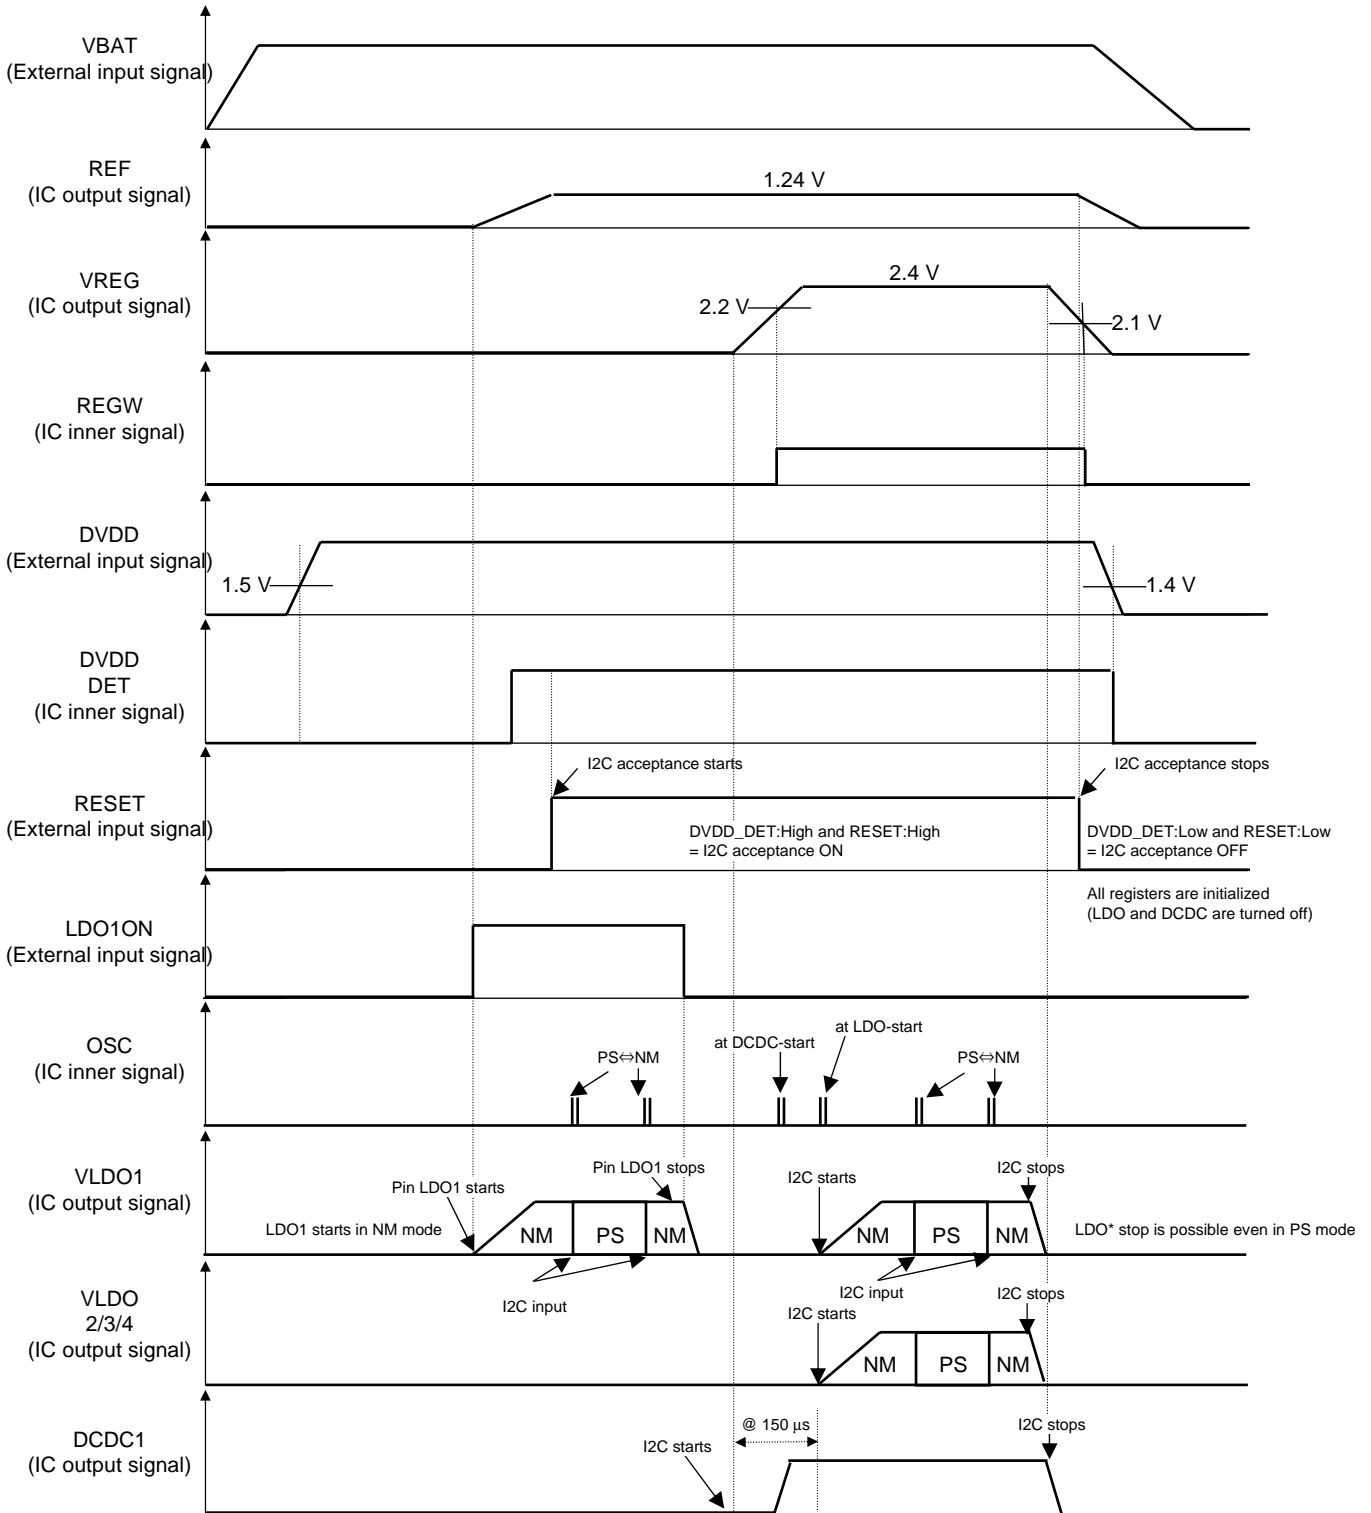 VBAT
(External input signal)
REF
(IC output signal)
1.24 V
VREG
(IC output signal)
2.4 V
2.2 V
2.1 V
REGW
(IC inner signal)
DVDD
(External input signal)
1.5 V
1.4 V
DVDD
DET
(IC inner signal)
I2C acceptance starts
I2C acceptance stops
RESET
(External input signal)
DVDD_DET:High and RESET:High
= I2C acceptance ON
DVDD_DET:Low and RESET:Low
= I2C acceptance OFF
All registers are initialized
(LDO and DCDC are turned off)
LDO1ON
(External input signal)
OSC
(IC inner signal)
PS⇔NM
at DCDC-start
at LDO-start
PS⇔NM
VLDO1
(IC output signal)
Pin LDO1 starts
Pin LDO1 stops
I2C starts
I2C stops
LDO1 starts in NM mode
NM
PS
NM
NM
PS
NM
LDO* stop is possible even in PS mode
I2C input
I2C input
VLDO
2/3/4
(IC output signal)
I2C starts
I2C stops
NM
PS
NM
DCDC1
(IC output signal)
I2C starts
@ 150 μs
I2C stops